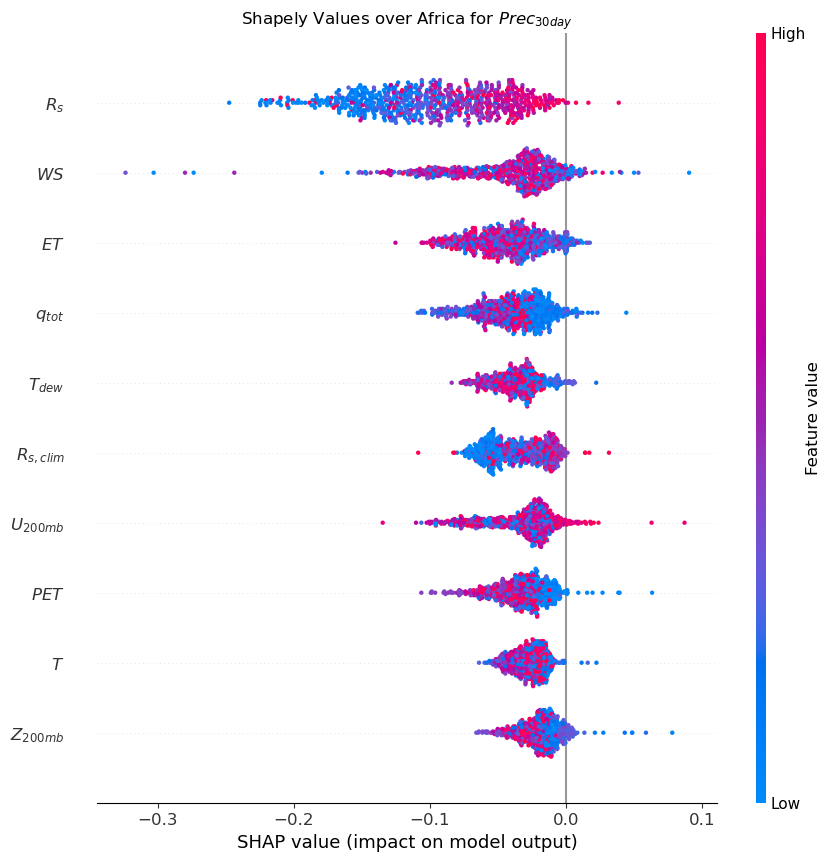 Shapely Values over Africa for Prec30day
High
Rs
WS
ET
qtot
Tdew
Rs,clim
U200mb
PET
T
Z200mb
Feature value
Low
−0.3 −0.2 −0.1 0.0 0.1
SHAP value (impact on model output)